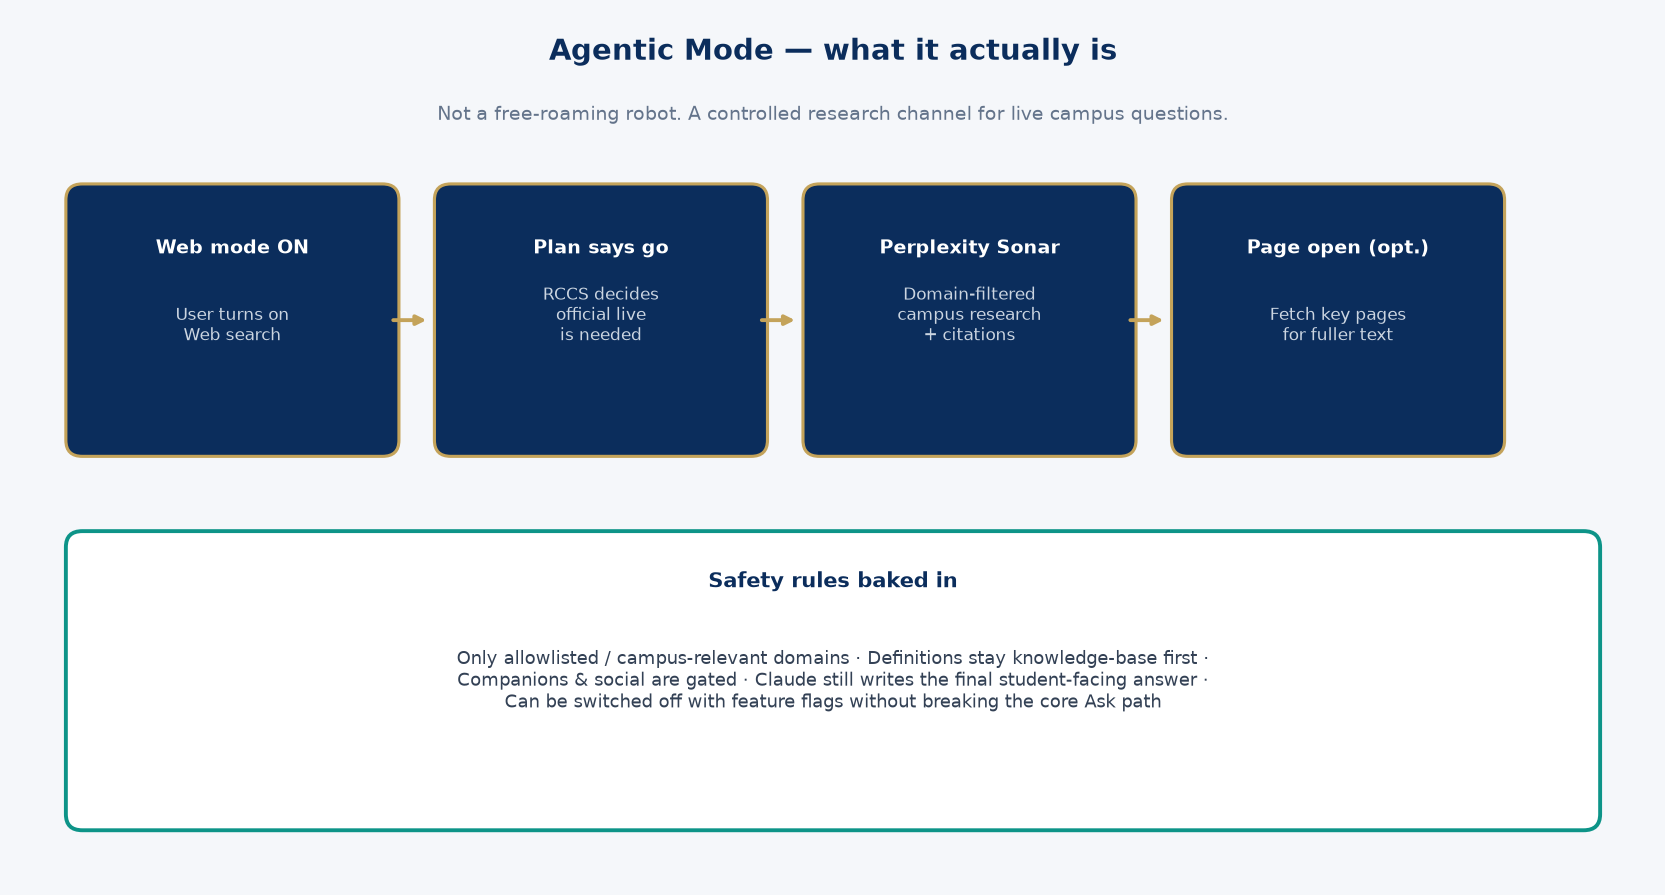 Agentic Mode — what it actually is
Not a free-roaming robot. A controlled research channel for live campus questions.
Web mode ON
User turns on
Web search
Plan says go
RCCS decides
official live
is needed
Perplexity Sonar
Domain-filtered
campus research
+ citations
Page open (opt.)
Fetch key pages
for fuller text
Safety rules baked in
Only allowlisted / campus-relevant domains · Definitions stay knowledge-base first ·
Companions & social are gated · Claude still writes the final student-facing answer ·
Can be switched off with feature flags without breaking the core Ask path